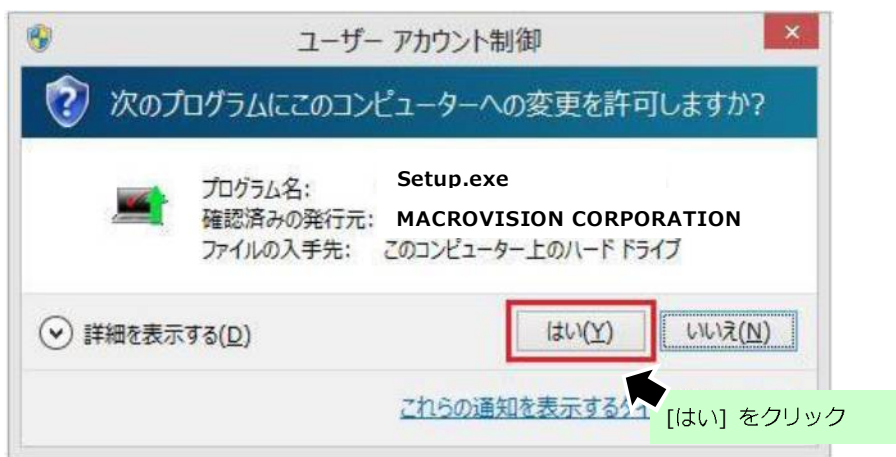 ユーザー アカウント制御
次のプログラムにこのコンピューターへの変更を許可しますか?
プログラム名: Setup.exe
確認済みの発行元: MACROVISION CORPORATION
ファイルの入手先: このコンピューター上のハード ドライブ
詳細を表示する(D) はい(Y) いいえ(N)
これらの通知を表示する
[はい] をクリック